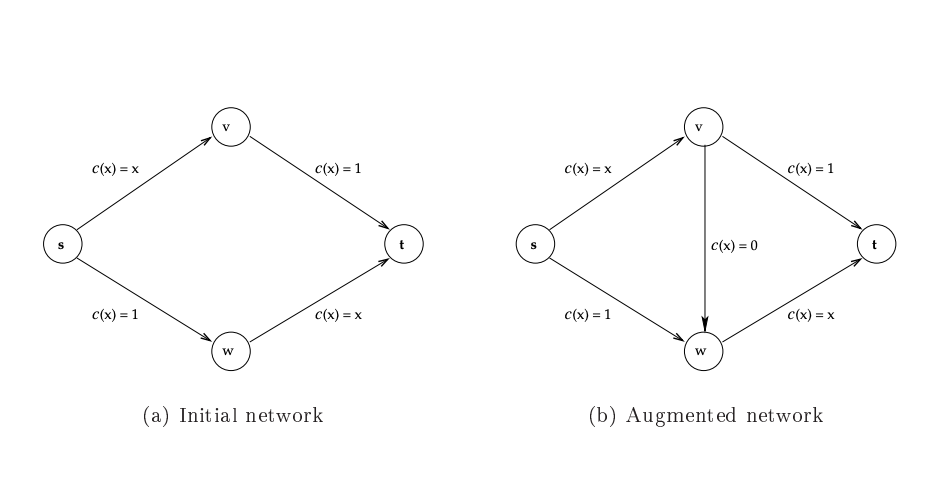 v
c(x) = x
c(x) = 1
s
t
c(x) = 1
c(x) = x
w
(a) Initial network
v
c(x) = x
c(x) = 1
s
c(x) = 0
t
c(x) = 1
c(x) = x
w
(b) Augmented network